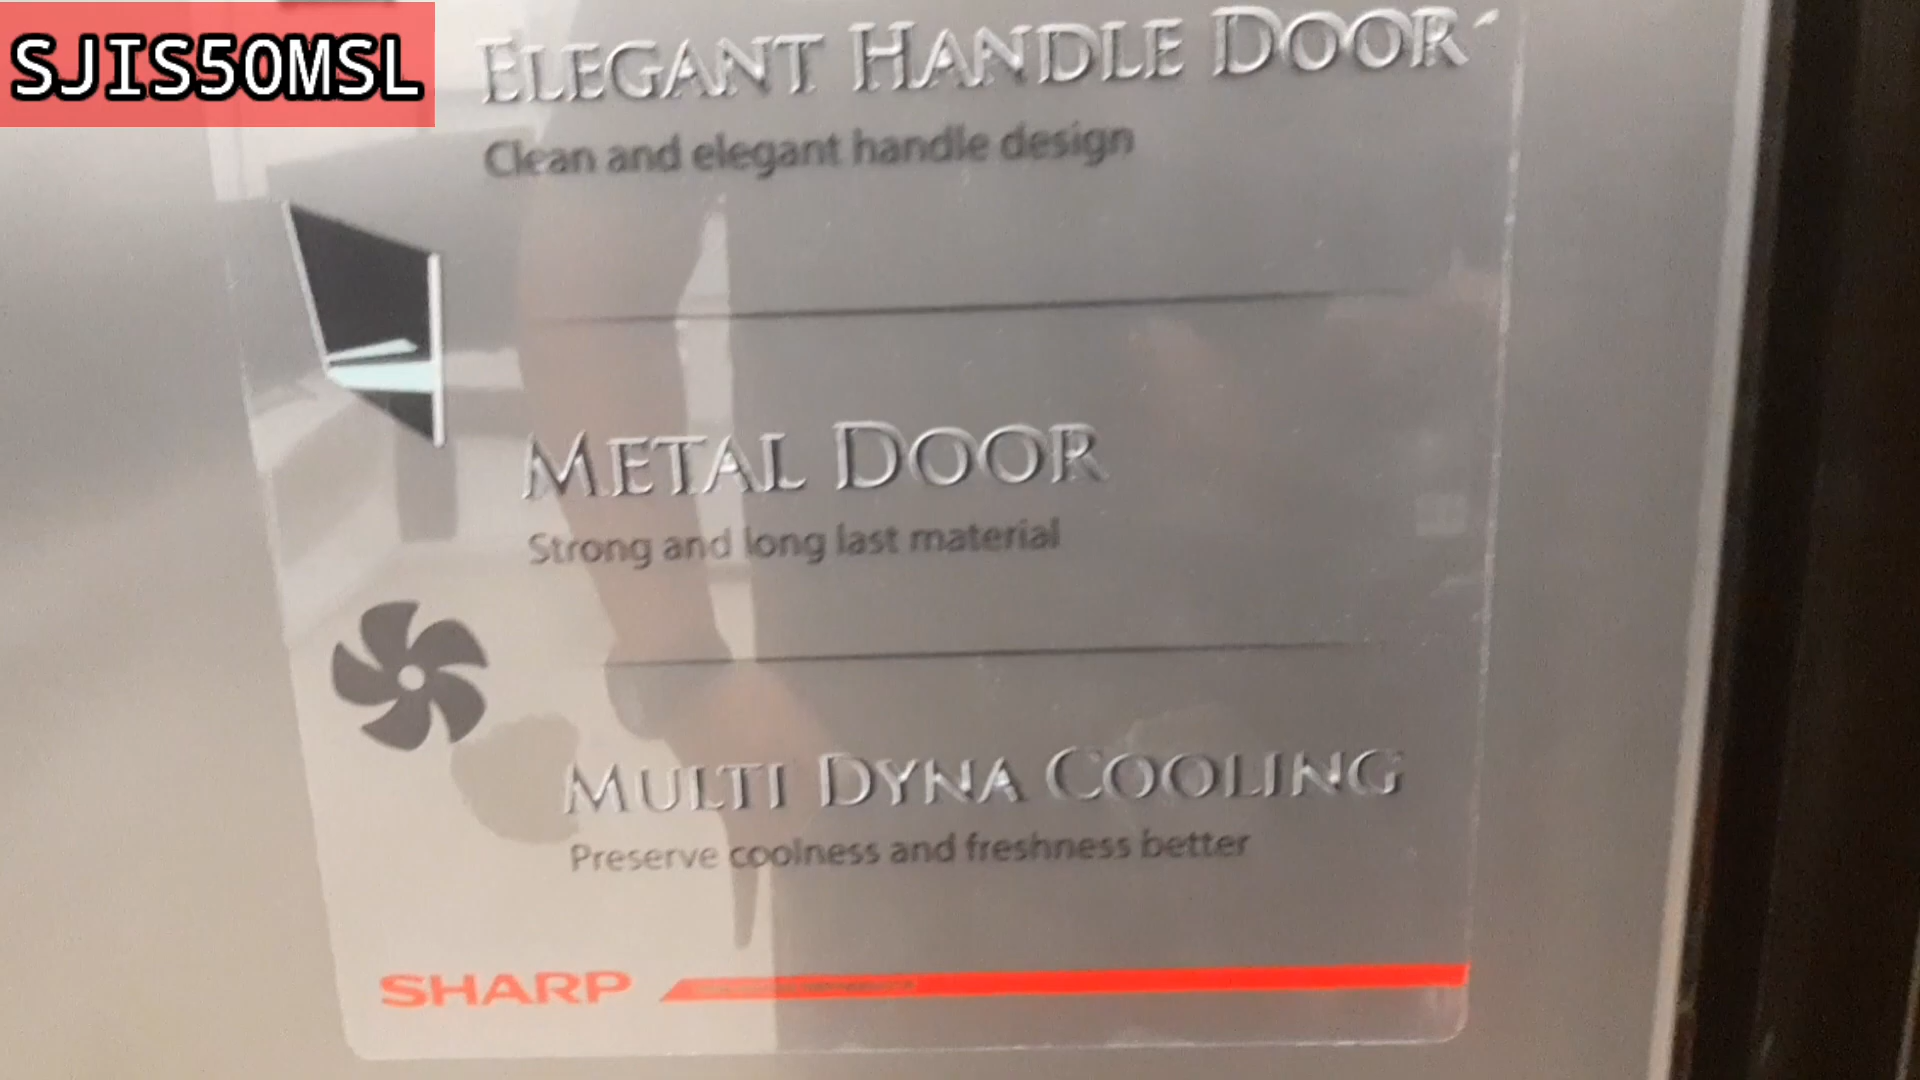 SJIS50MSL
ELEGANT HANDLE DOOR
Clean and elegant handle design
METAL DOOR
Strong and long last material
MULTI DYNA COOLING
Preserve coolness and freshness better
SHARP